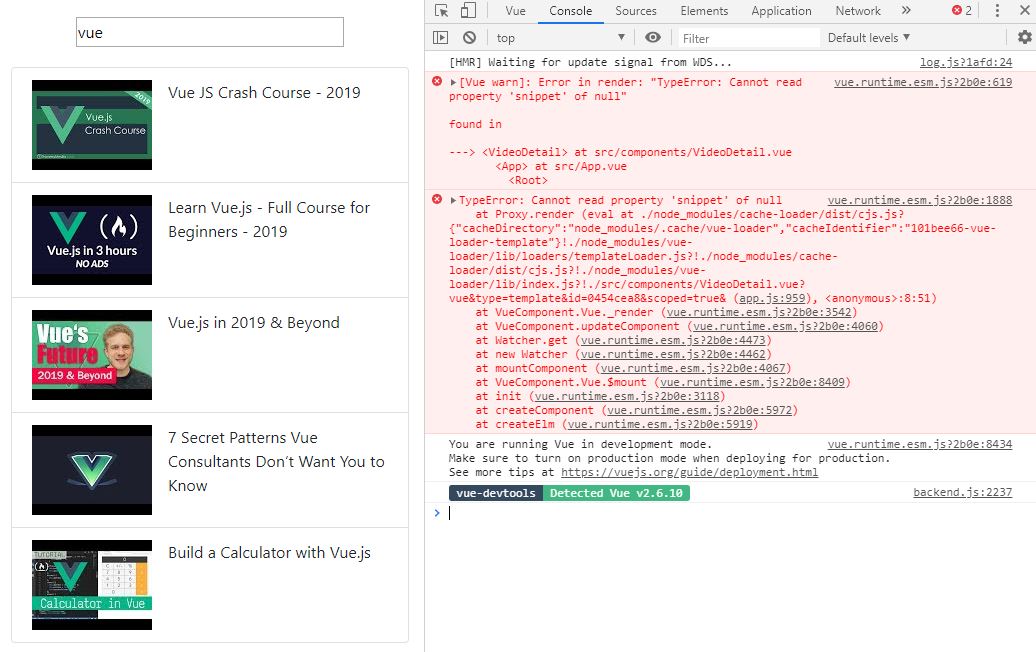 vue
2019
Vue.js
Crash Course
Vue JS Crash Course - 2019
Vue.js in 3 hours
NO ADS
Learn Vue.js - Full Course for
Beginners - 2019
Vue's
Future
2019 & Beyond
Vue.js in 2019 & Beyond
7 Secret Patterns Vue
Consultants Don’t Want You to
Know
TUTORIAL
Calculator in Vue
Build a Calculator with Vue.js
Vue Console Sources Elements Application Network » 2
top ▼ Filter Default levels ▼
[HMR] Waiting for update signal from WDS... log.js?1afd:24
▶[Vue warn]: Error in render: "TypeError: Cannot read vue.runtime.esm.js?2b0e:619
property 'snippet' of null"
found in
---> <VideoDetail> at src/components/VideoDetail.vue
<App> at src/App.vue
<Root>
▶TypeError: Cannot read property 'snippet' of null vue.runtime.esm.js?2b0e:1888
at Proxy.render (eval at ./node_modules/cache-loader/dist/cjs.js?
{"cacheDirectory":"node_modules/.cache/vue-loader","cacheIdentifier":"101bee66-vue-
loader-template"}!./node_modules/vue-
loader/lib/loaders/templateLoader.js?!./node_modules/cache-
loader/dist/cjs.js?!./node_modules/vue-
loader/lib/index.js?!./src/components/VideoDetail.vue?
vue&type=template&id=0454cea8&scoped=true& (app.js:959), <anonymous>:8:51)
at VueComponent.Vue._render (vue.runtime.esm.js?2b0e:3542)
at VueComponent.updateComponent (vue.runtime.esm.js?2b0e:4060)
at Watcher.get (vue.runtime.esm.js?2b0e:4473)
at new Watcher (vue.runtime.esm.js?2b0e:4462)
at mountComponent (vue.runtime.esm.js?2b0e:4067)
at VueComponent.Vue.$mount (vue.runtime.esm.js?2b0e:8409)
at init (vue.runtime.esm.js?2b0e:3118)
at createComponent (vue.runtime.esm.js?2b0e:5972)
at createElm (vue.runtime.esm.js?2b0e:5919)
You are running Vue in development mode. vue.runtime.esm.js?2b0e:8434
Make sure to turn on production mode when deploying for production.
See more tips at https://vuejs.org/guide/deployment.html
vue-devtools Detected Vue v2.6.10 backend.js:2237
>